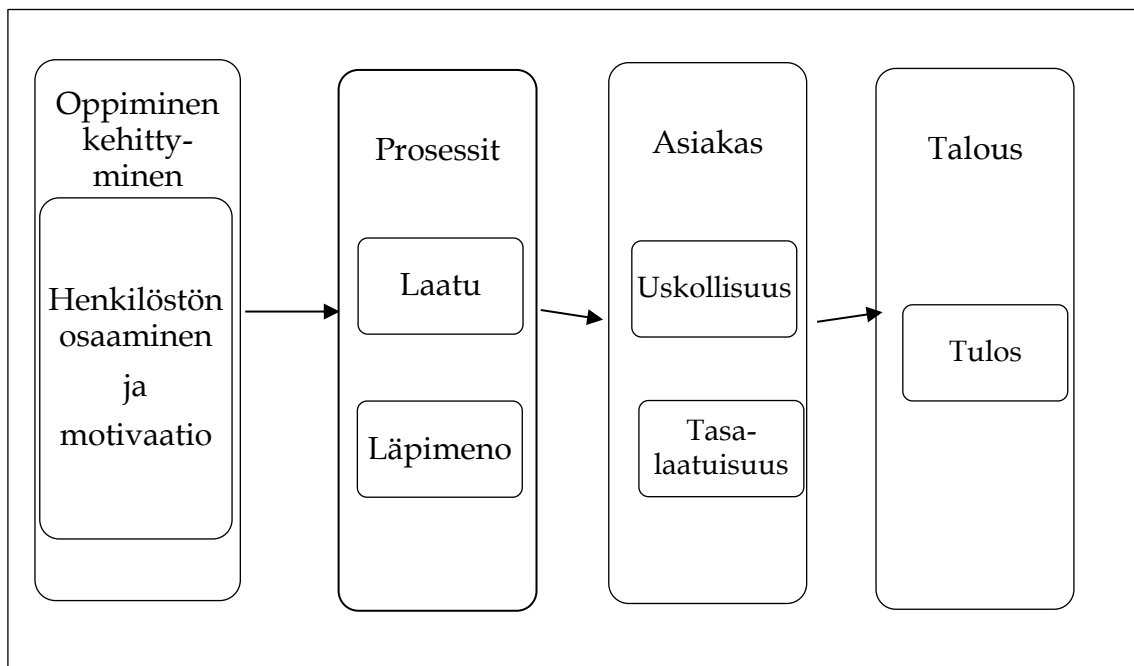 Oppiminen
kehitty-
minen
Henkilöstön
osaaminen
ja
motivaatio
Prosessit
Laatu
Läpimeno
Asiakas
Uskollisuus
Tasa-
laatuisuus
Talous
Tulos